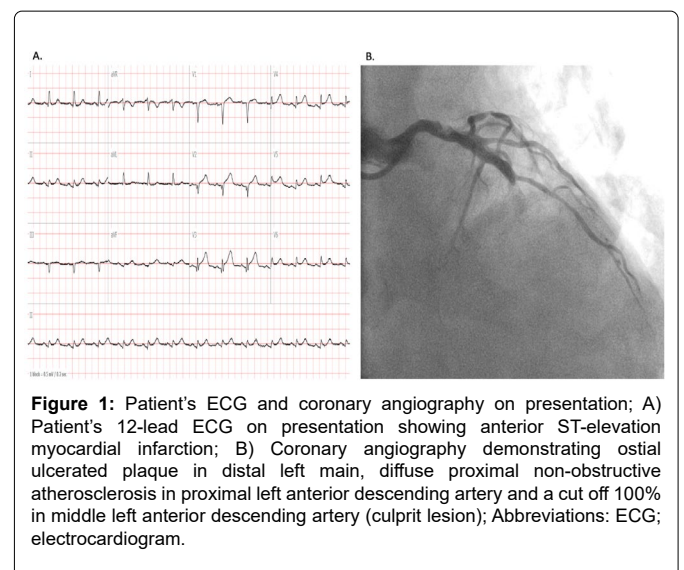 A.
B.
I
aVR
V1
V4
II
aVL
V2
V5
III
aVF
V3
V6
II
Figure 1: Patient’s ECG and coronary angiography on presentation; A)
Patient’s 12-lead ECG on presentation showing anterior ST-elevation
myocardial infarction; B) Coronary angiography demonstrating ostial
ulcerated plaque in distal left main, diffuse proximal non-obstructive
atherosclerosis in proximal left anterior descending artery and a cut off 100%
in middle left anterior descending artery (culprit lesion); Abbreviations: ECG;
electrocardiogram.